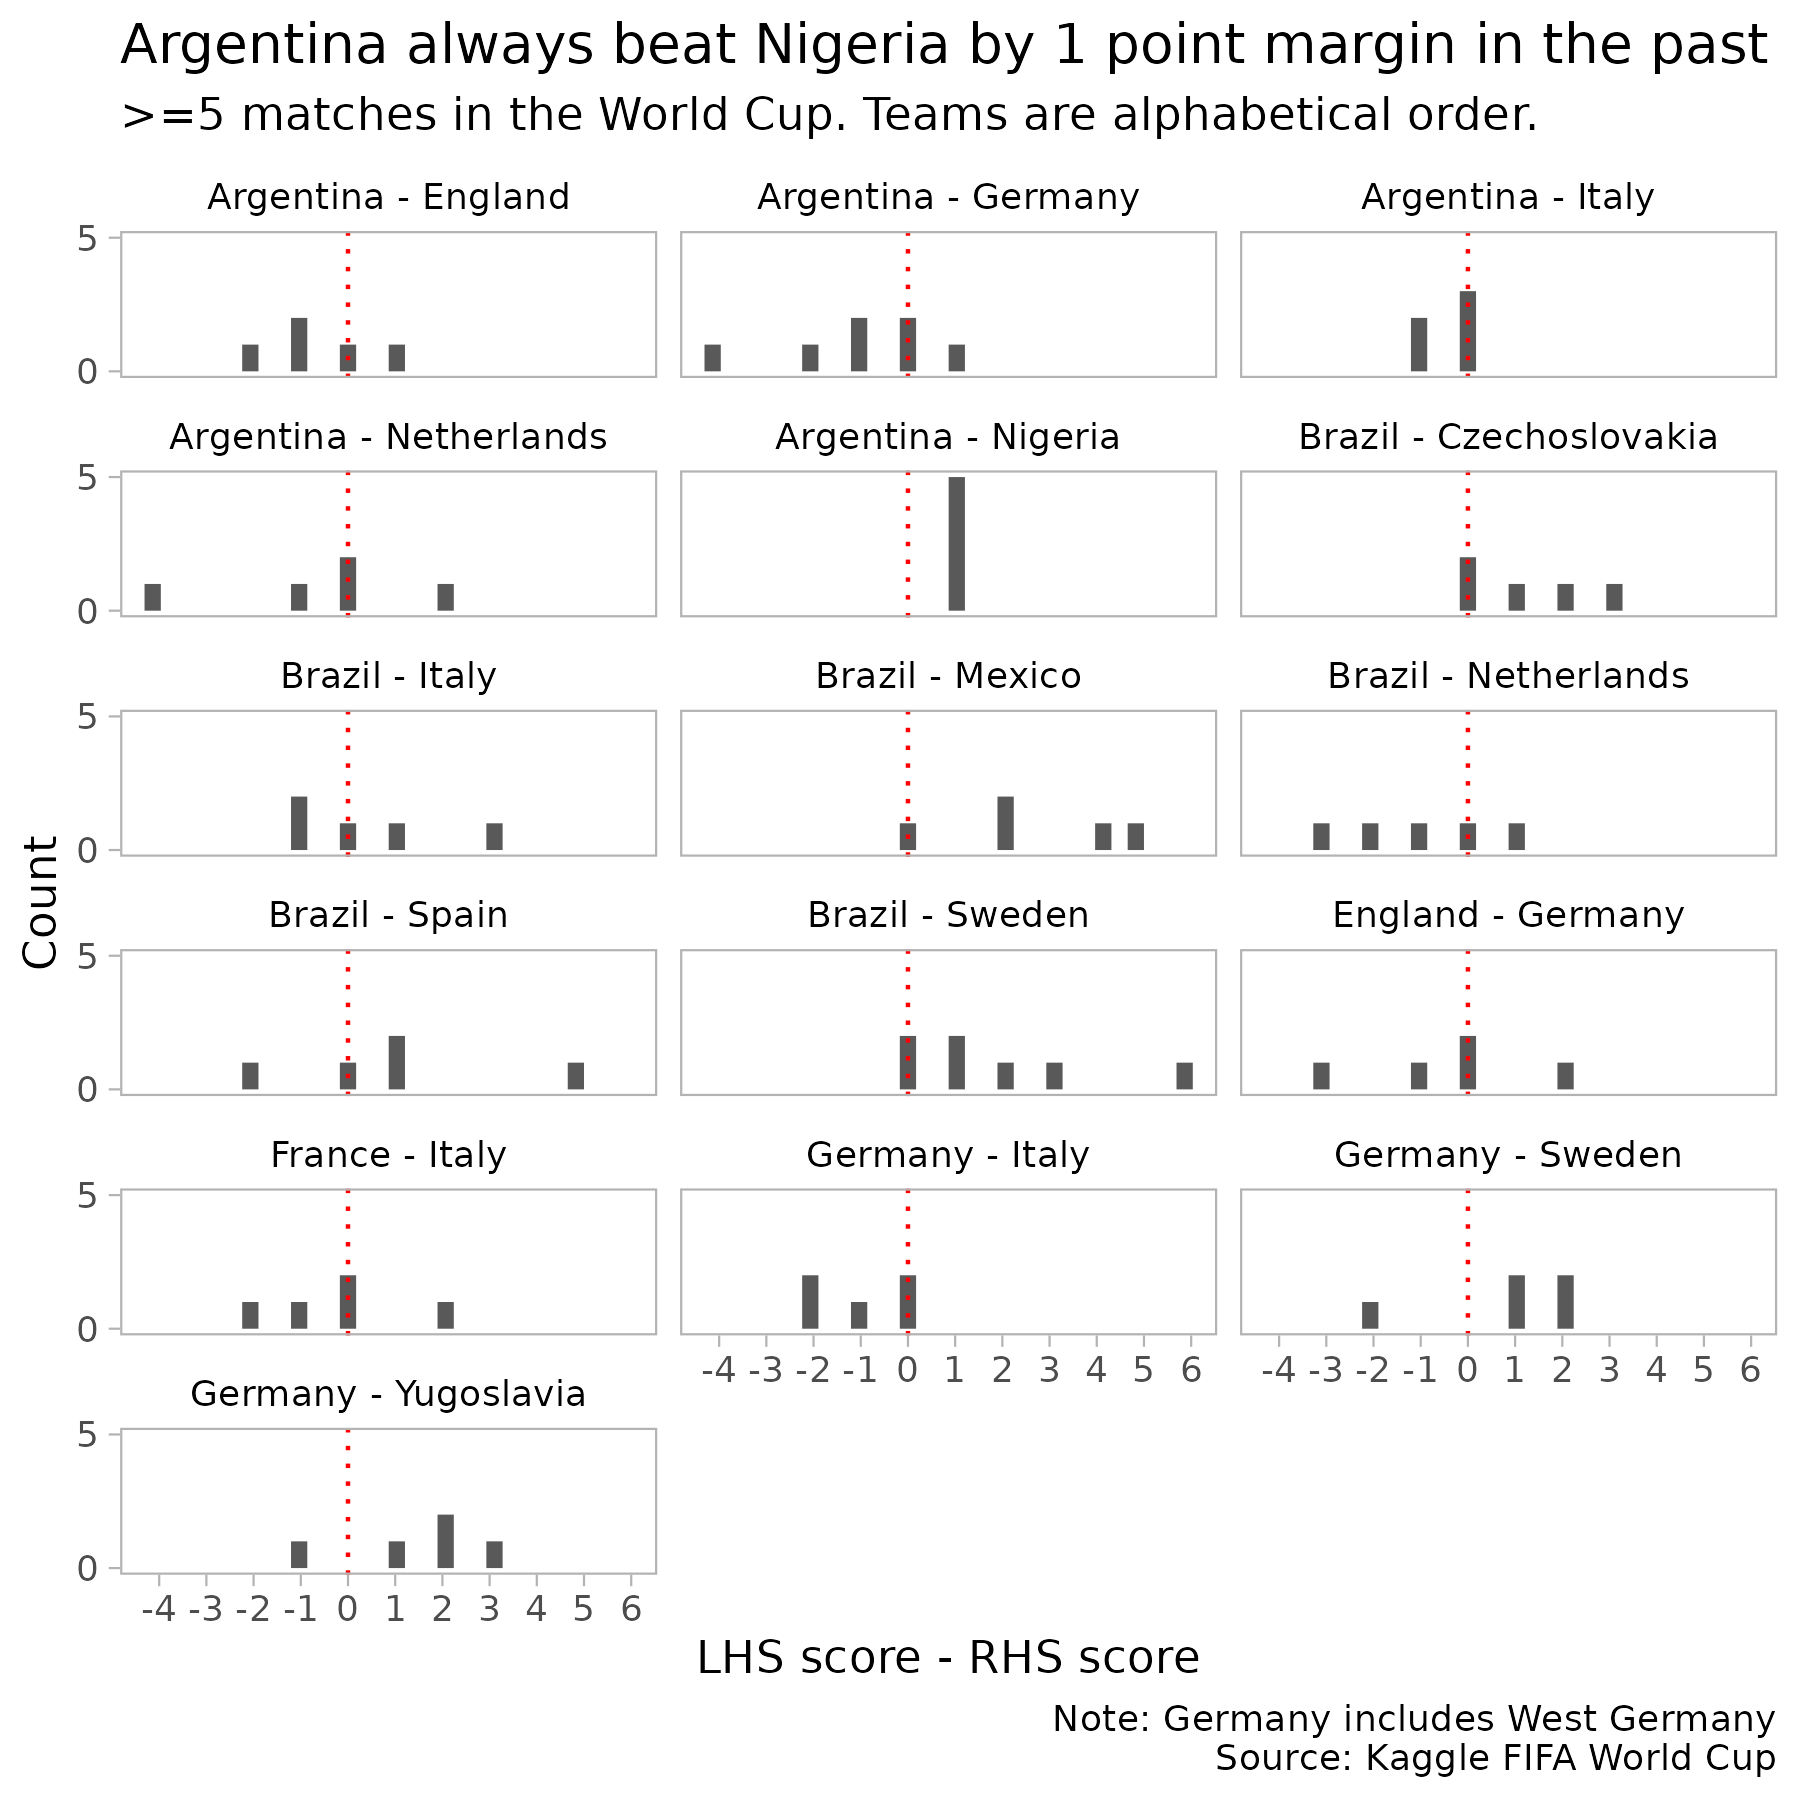 Argentina always beat Nigeria by 1 point margin in the past
>=5 matches in the World Cup. Teams are alphabetical order.
Argentina - England
Argentina - Germany
Argentina - Italy
5
0
Argentina - Netherlands
Argentina - Nigeria
Brazil - Czechoslovakia
5
0
Brazil - Italy
Brazil - Mexico
Brazil - Netherlands
5
0
Count
Brazil - Spain
Brazil - Sweden
England - Germany
5
0
France - Italy
Germany - Italy
Germany - Sweden
5
0
-4 -3 -2 -1 0 1 2 3 4 5 6
-4 -3 -2 -1 0 1 2 3 4 5 6
Germany - Yugoslavia
5
0
-4 -3 -2 -1 0 1 2 3 4 5 6
LHS score - RHS score
Note: Germany includes West Germany
Source: Kaggle FIFA World Cup